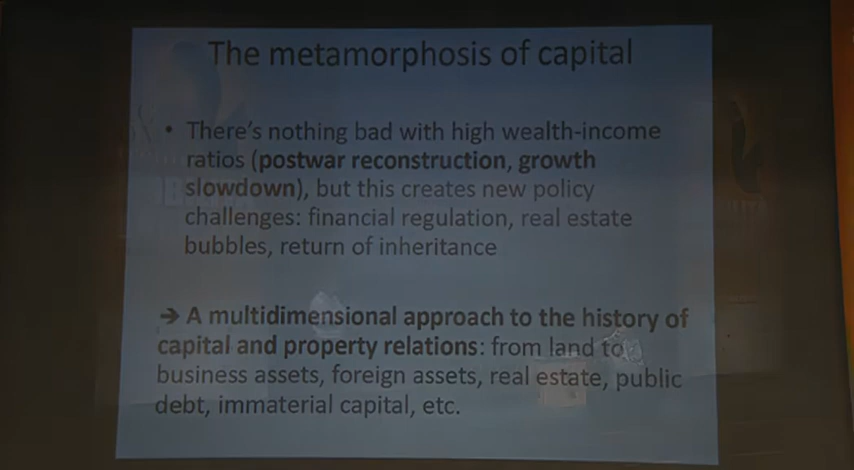 The metamorphosis of capital
• There's nothing bad with high wealth-income
ratios (postwar reconstruction, growth
slowdown), but this creates new policy
challenges: financial regulation, real estate
bubbles, return of inheritance
➔ A multidimensional approach to the history of
capital and property relations: from land to
business assets, foreign assets, real estate, public
debt, immaterial capital, etc.